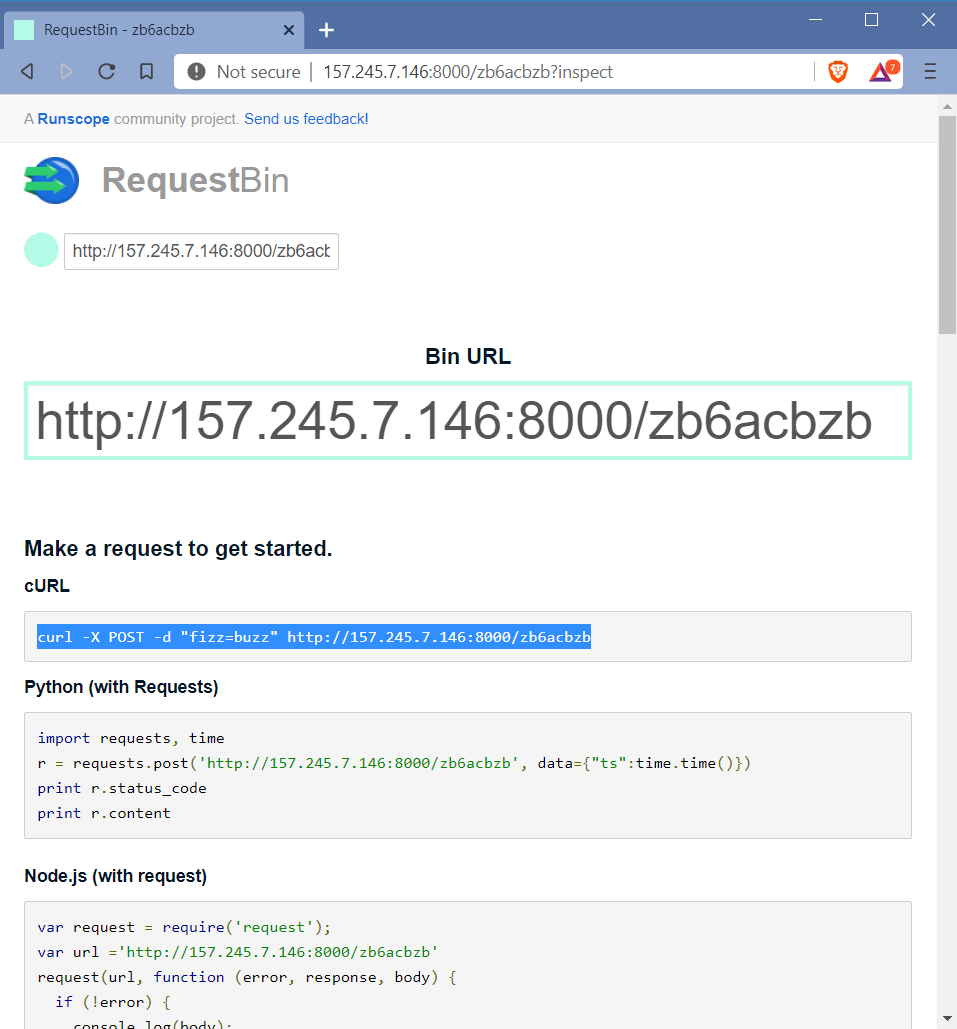 RequestBin - zb6acbzb
Not secure | 157.245.7.146:8000/zb6acbzb?inspect
7
A Runscope community project. Send us feedback!
RequestBin
http://157.245.7.146:8000/zb6acb
Bin URL
http://157.245.7.146:8000/zb6acbzb
Make a request to get started.
cURL
curl -X POST -d "fizz=buzz" http://157.245.7.146:8000/zb6acbzb
Python (with Requests)
import requests, time
r = requests.post('http://157.245.7.146:8000/zb6acbzb', data={"ts":time.time()})
print r.status_code
print r.content
Node.js (with request)
var request = require('request');
var url ='http://157.245.7.146:8000/zb6acbzb'
request(url, function (error, response, body) {
  if (!error) {
    console.log(body);